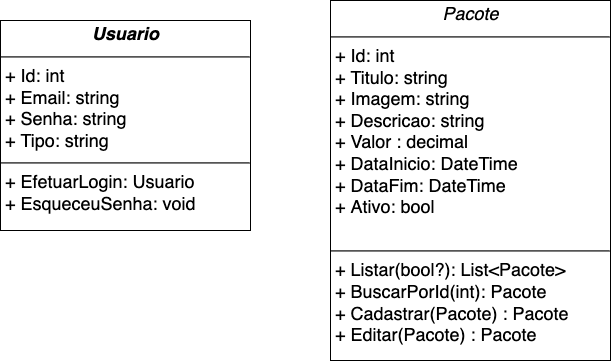 Usuario
+ Id: int
+ Email: string
+ Senha: string
+ Tipo: string
+ EfetuarLogin: Usuario
+ EsqueceuSenha: void
Pacote
+ Id: int
+ Titulo: string
+ Imagem: string
+ Descricao: string
+ Valor : decimal
+ DataInicio: DateTime
+ DataFim: DateTime
+ Ativo: bool
+ Listar(bool?): List<Pacote>
+ BuscarPorId(int): Pacote
+ Cadastrar(Pacote) : Pacote
+ Editar(Pacote) : Pacote